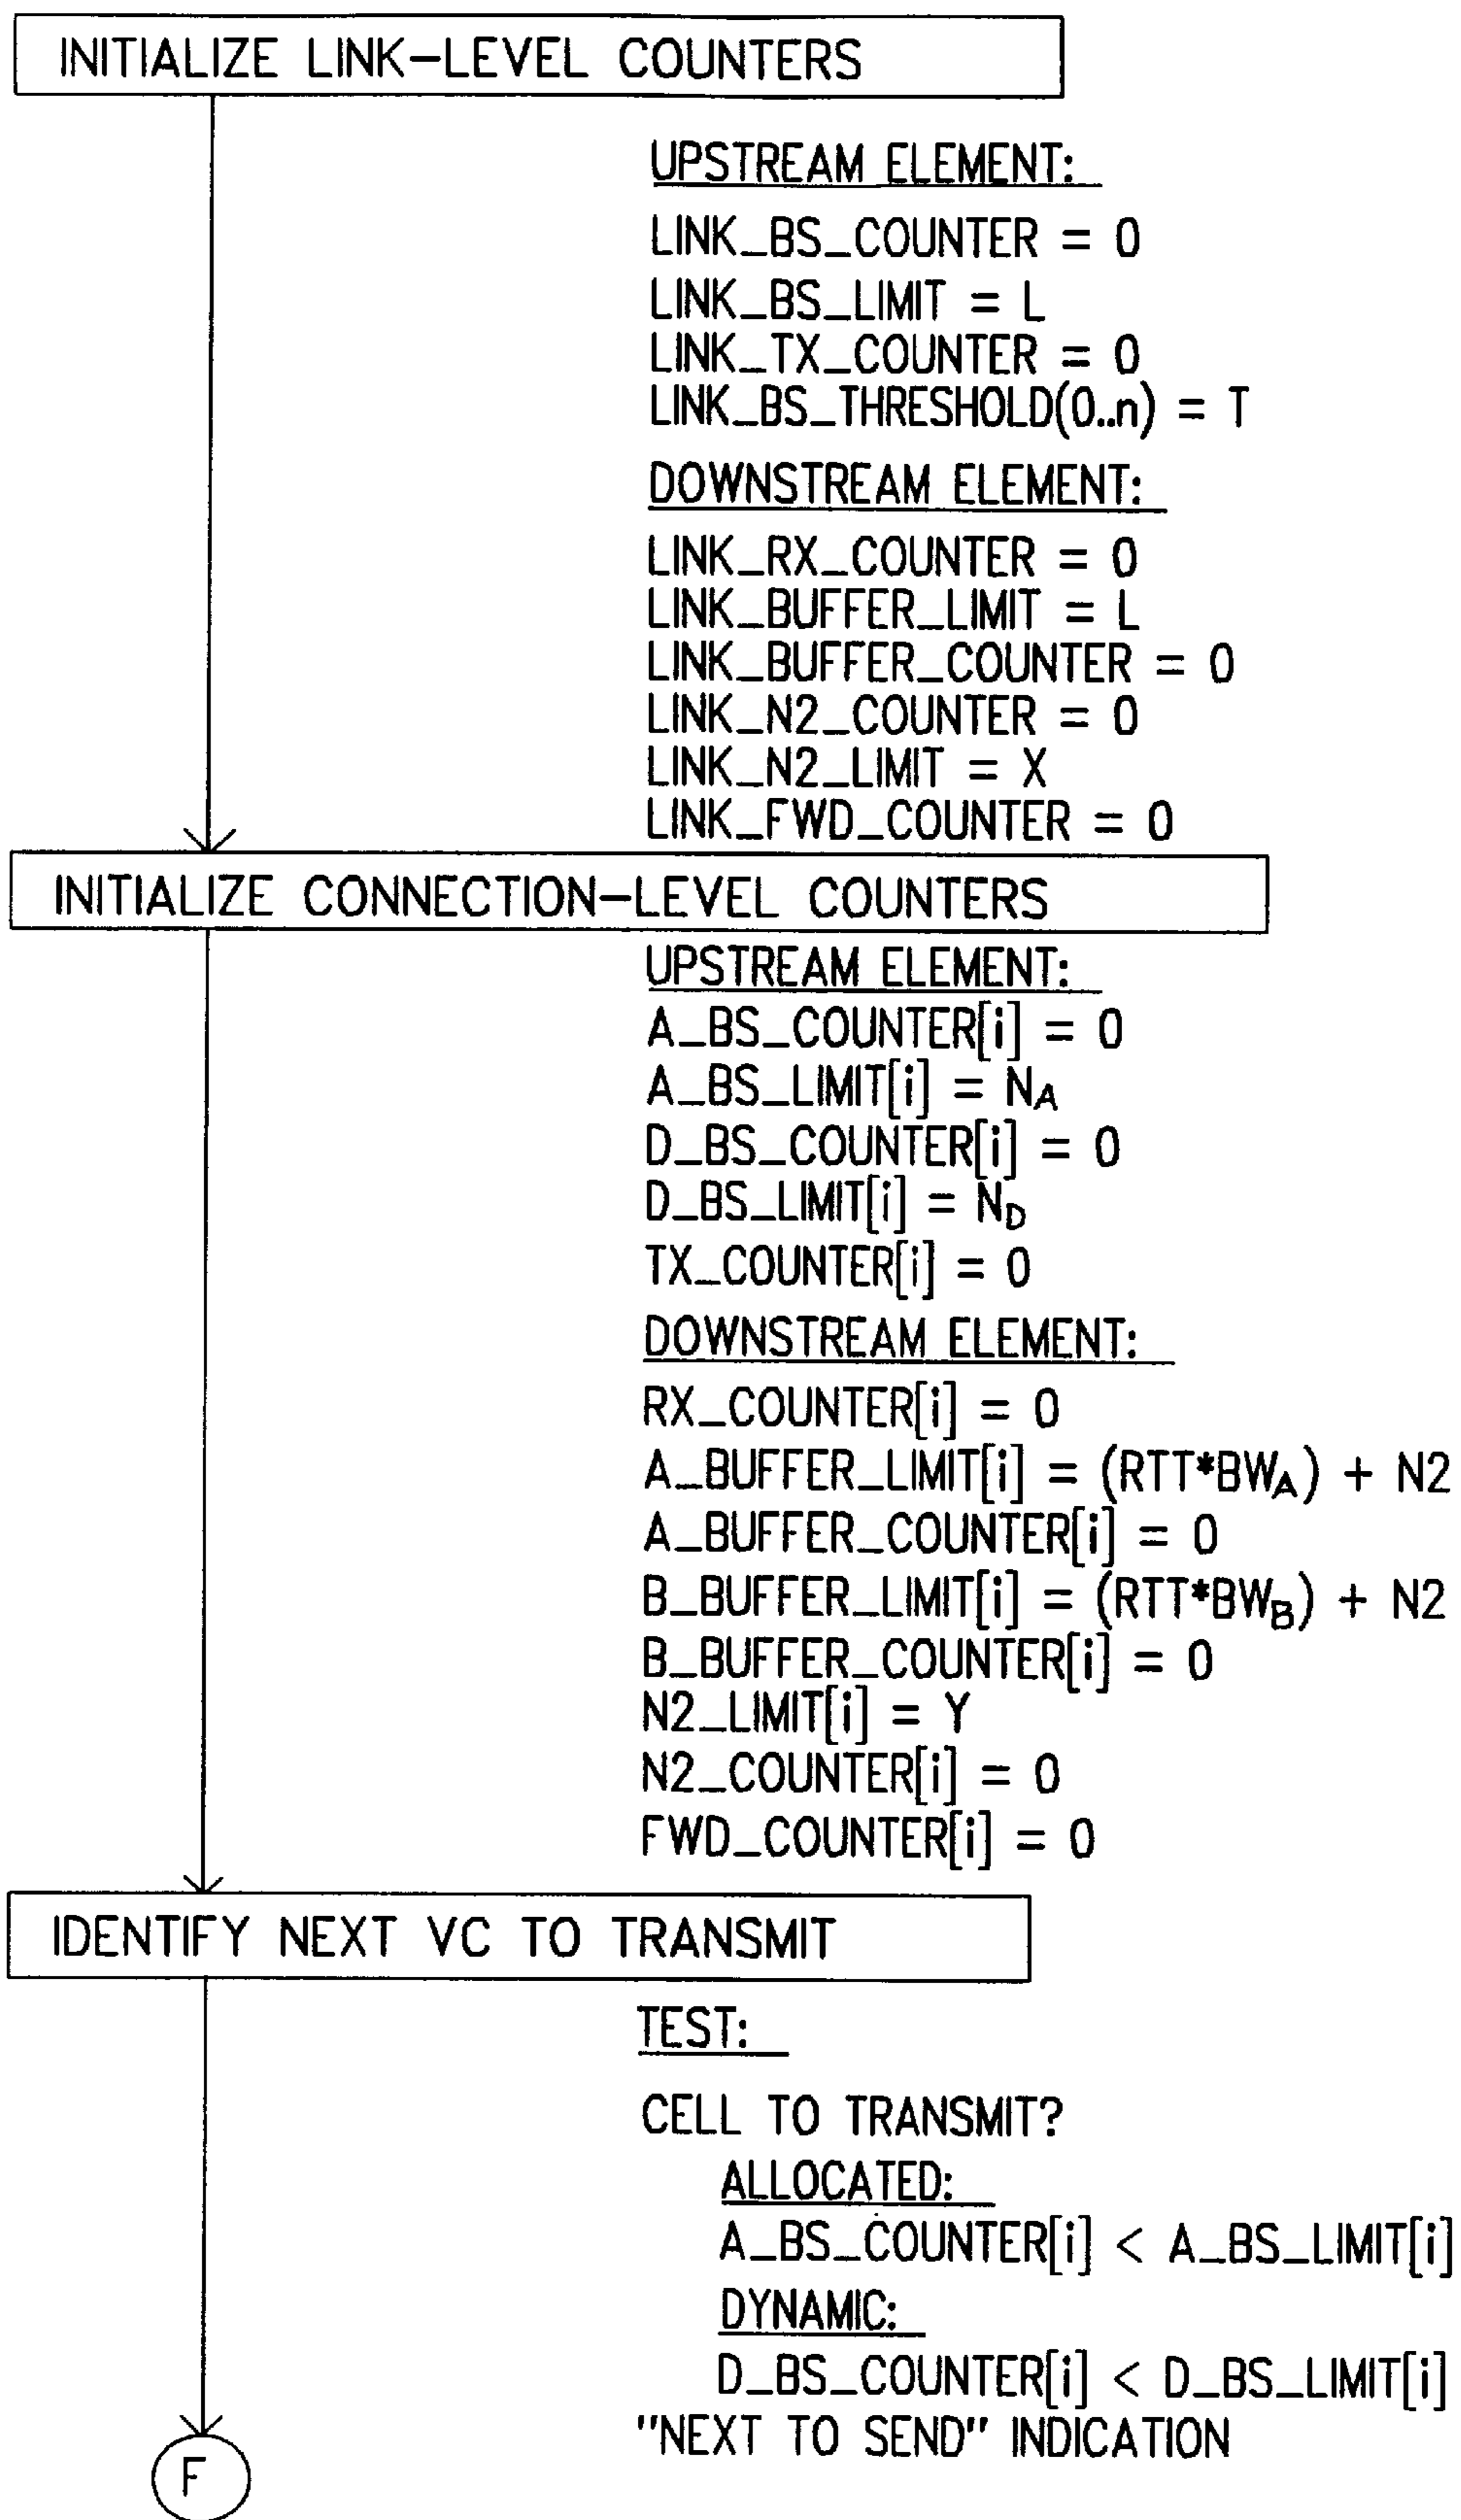 INITIALIZE LINK–LEVEL COUNTERS
UPSTREAM ELEMENT:
LINK_BS_COUNTER = 0
LINK_BS_LIMIT = L
LINK_TX_COUNTER = 0
LINK_BS_THRESHOLD(0..n) = T
DOWNSTREAM ELEMENT:
LINK_RX_COUNTER = 0
LINK_BUFFER_LIMIT = L
LINK_BUFFER_COUNTER = 0
LINK_N2_COUNTER = 0
LINK_N2_LIMIT = X
LINK_FWD_COUNTER = 0
INITIALIZE CONNECTION–LEVEL COUNTERS
UPSTREAM ELEMENT:
A_BS_COUNTER[i] = 0
A_BS_LIMIT[i] = NA
D_BS_COUNTER[i] = 0
D_BS_LIMIT[i] = ND
TX_COUNTER[i] = 0
DOWNSTREAM ELEMENT:
RX_COUNTER[i] = 0
A_BUFFER_LIMIT[i] = (RTT*BWA) + N2
A_BUFFER_COUNTER[i] = 0
B_BUFFER_LIMIT[i] = (RTT*BWB) + N2
B_BUFFER_COUNTER[i] = 0
N2_LIMIT[i] = Y
N2_COUNTER[i] = 0
FWD_COUNTER[i] = 0
IDENTIFY NEXT VC TO TRANSMIT
TEST:
CELL TO TRANSMIT?
ALLOCATED:
A_BS_COUNTER[i] < A_BS_LIMIT[i]
DYNAMIC:
D_BS_COUNTER[i] < D_BS_LIMIT[i]
"NEXT TO SEND" INDICATION
F